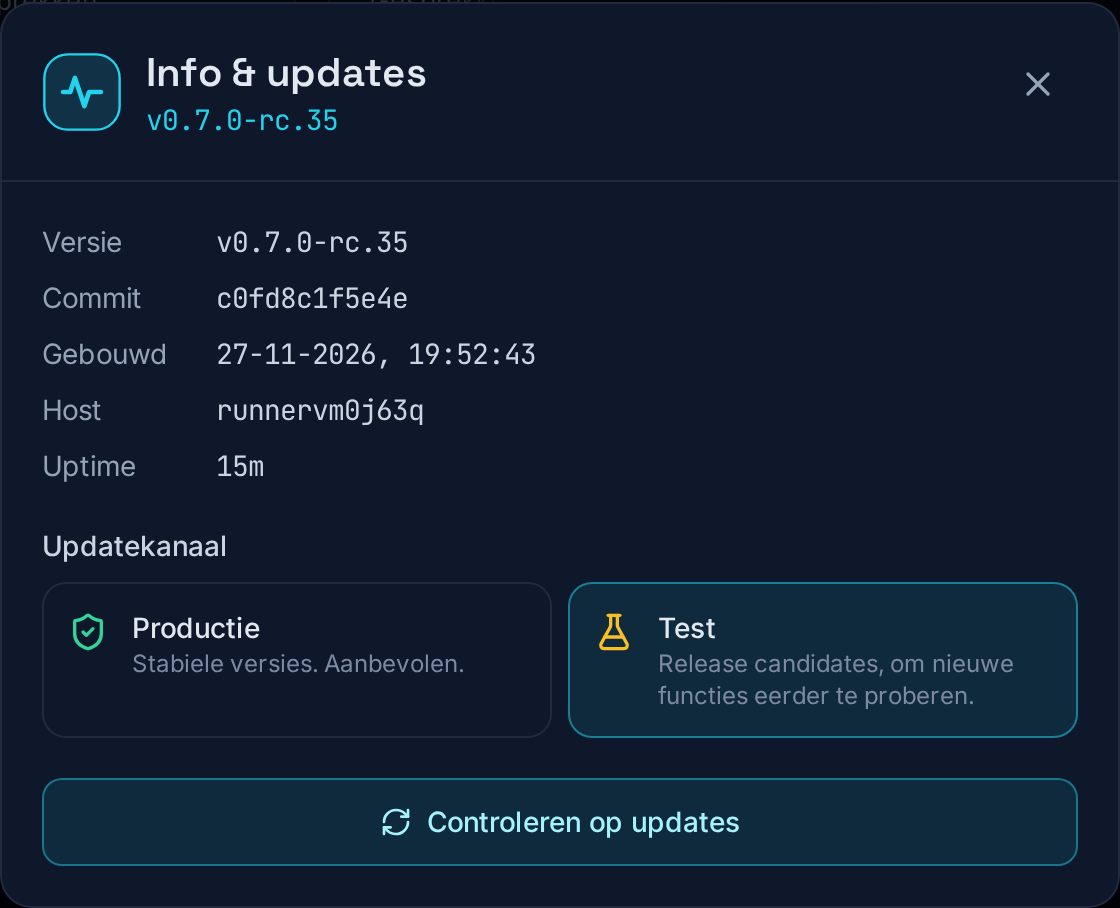 Info & updates
v0.7.0-rc.35
Versie v0.7.0-rc.35
Commit c0fd8c1f5e4e
Gebouwd 27-11-2026, 19:52:43
Host runnervm0j63q
Uptime 15m
Updatekanaal
Productie
Stabiele versies. Aanbevolen.
Test
Release candidates, om nieuwe
functies eerder te proberen.
Controleren op updates